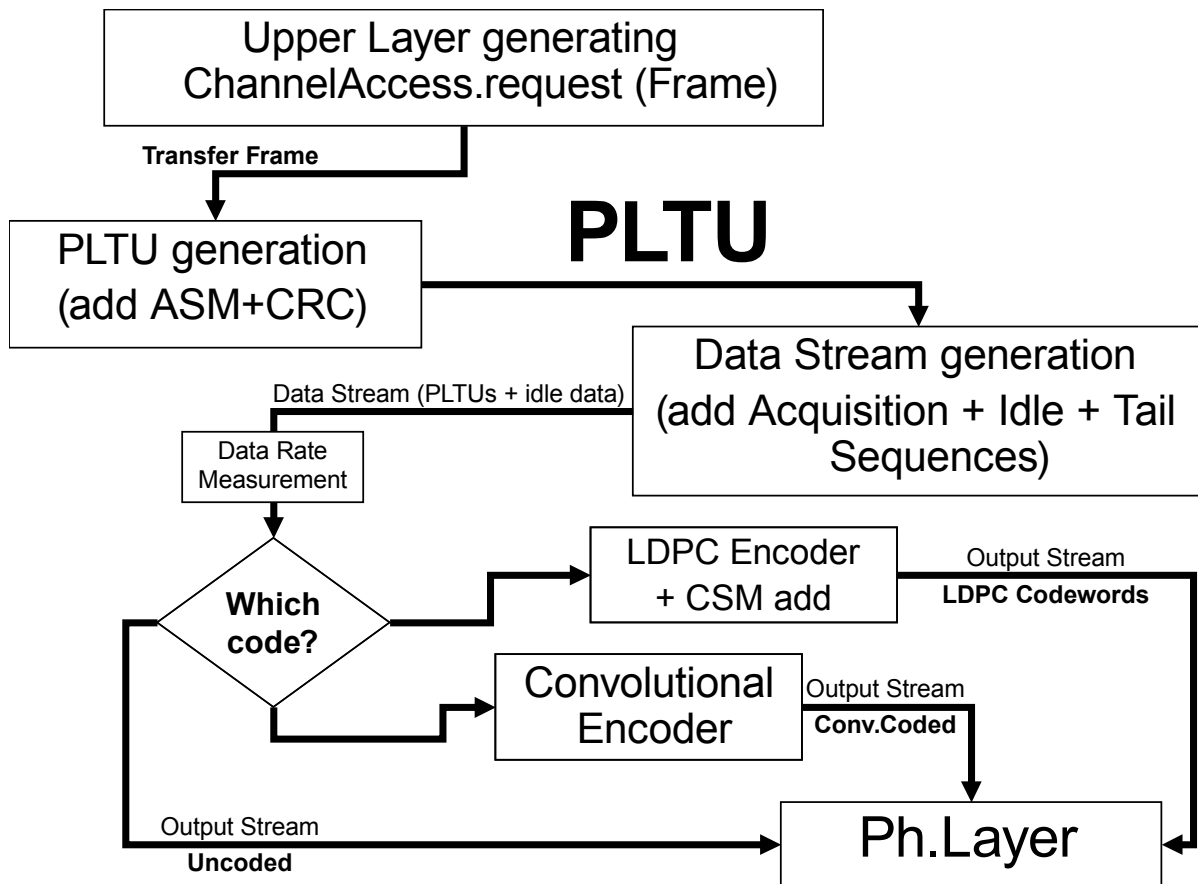 Upper Layer generating
ChannelAccess.request (Frame)
Transfer Frame
PLTU
PLTU generation
(add ASM+CRC)
Data Stream generation
(add Acquisition + Idle + Tail
Sequences)
Data Stream (PLTUs + idle data)
Data Rate
Measurement
Which
code?
LDPC Encoder
+ CSM add
Output Stream
LDPC Codewords
Convolutional
Encoder
Output Stream
Conv.Coded
Output Stream
Uncoded
Ph.Layer